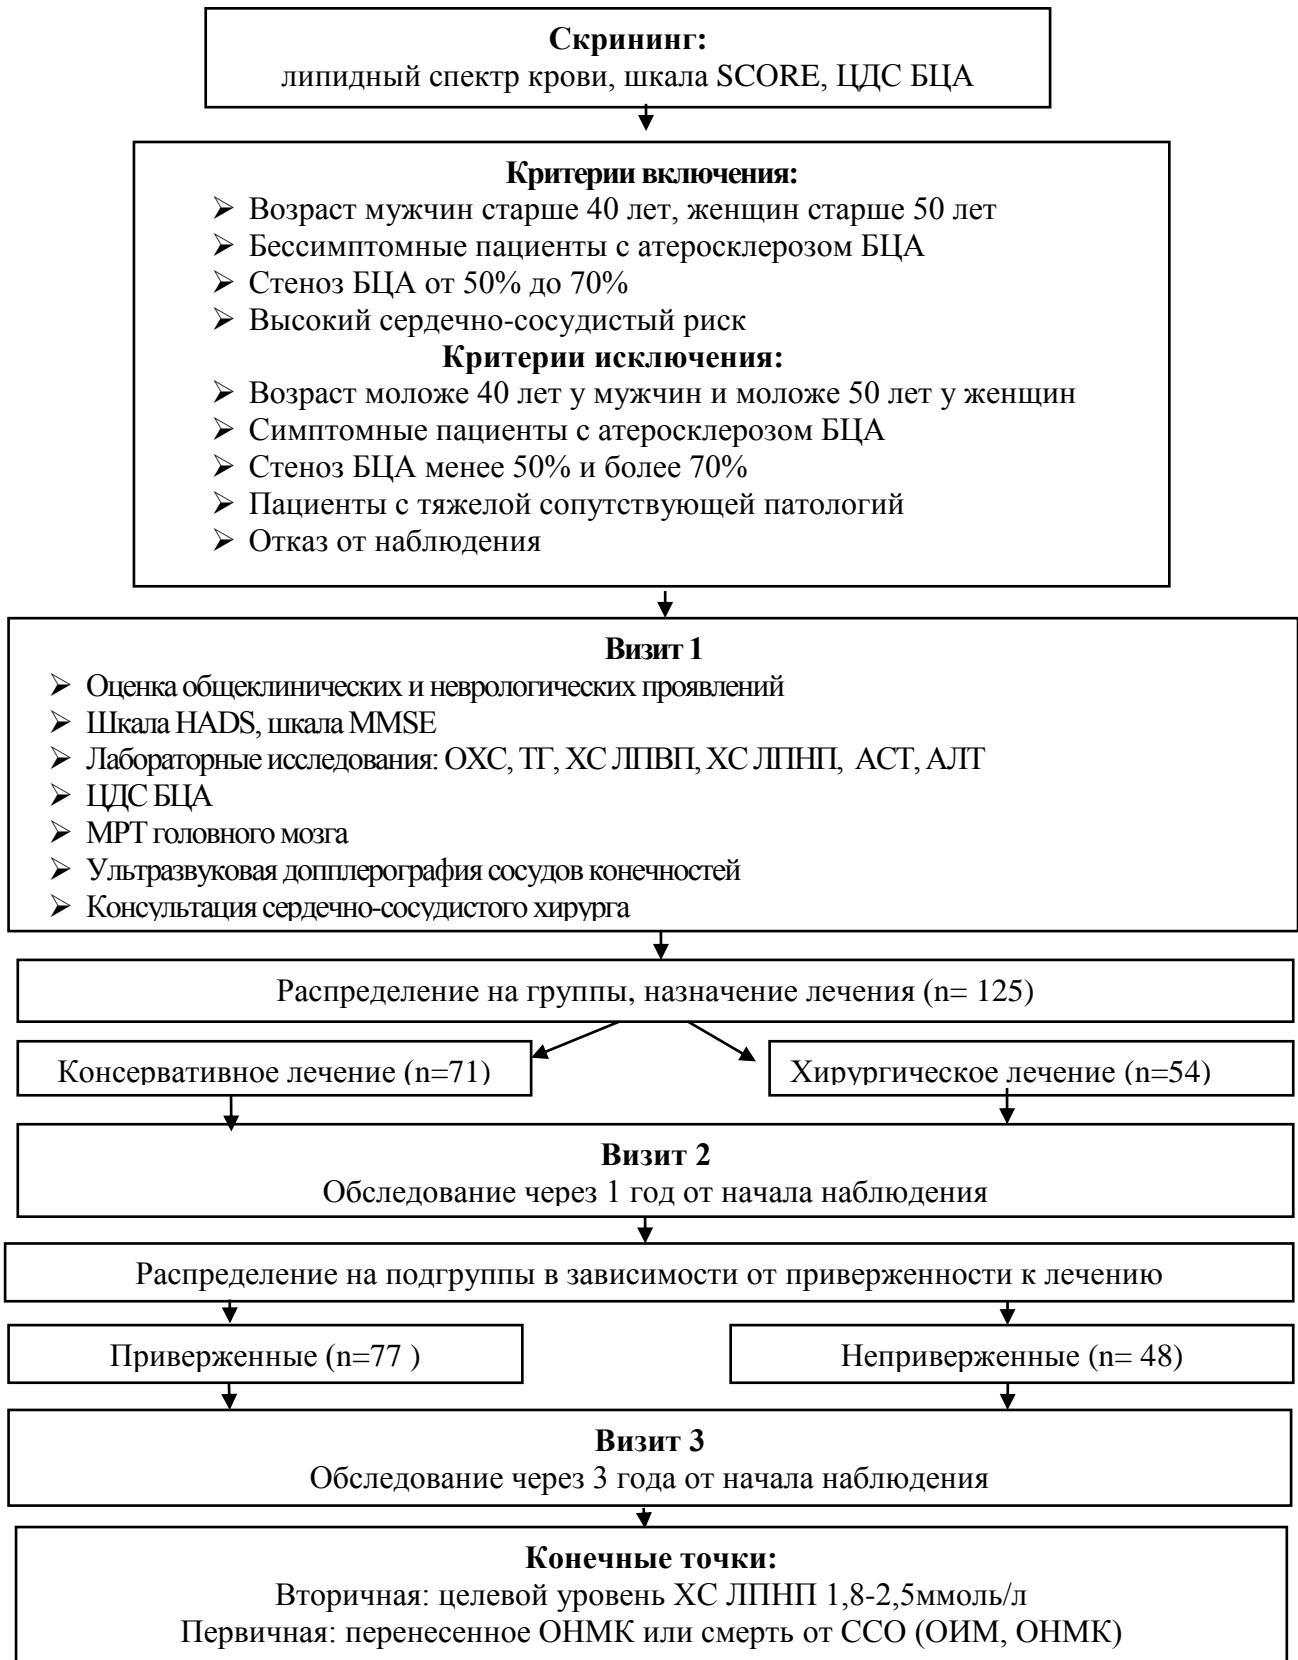 Скрининг:
липидный спектр крови, шкала SCORE, ЦДС БЦА
Критерии включения:
➢ Возраст мужчин старше 40 лет, женщин старше 50 лет
➢ Бессимптомные пациенты с атеросклерозом БЦА
➢ Стеноз БЦА от 50% до 70%
➢ Высокий сердечно-сосудистый риск
Критерии исключения:
➢ Возраст моложе 40 лет у мужчин и моложе 50 лет у женщин
➢ Симптомные пациенты с атеросклерозом БЦА
➢ Стеноз БЦА менее 50% и более 70%
➢ Пациенты с тяжелой сопутствующей патологий
➢ Отказ от наблюдения
Визит 1
➢ Оценка общеклинических и неврологических проявлений
➢ Шкала HADS, шкала MMSE
➢ Лабораторные исследования: ОХС, ТГ, ХС ЛПВП, ХС ЛПНП, АСТ, АЛТ
➢ ЦДС БЦА
➢ МРТ головного мозга
➢ Ультразвуковая допплерография сосудов конечностей
➢ Консультация сердечно-сосудистого хирурга
Распределение на группы, назначение лечения (n= 125)
Консервативное лечение (n=71)
Хирургическое лечение (n=54)
Визит 2
Обследование через 1 год от начала наблюдения
Распределение на подгруппы в зависимости от приверженности к лечению
Приверженные (n=77 )
Неприверженные (n= 48)
Визит 3
Обследование через 3 года от начала наблюдения
Конечные точки:
Вторичная: целевой уровень ХС ЛПНП 1,8-2,5ммоль/л
Первичная: перенесенное ОНМК или смерть от ССО (ОИМ, ОНМК)